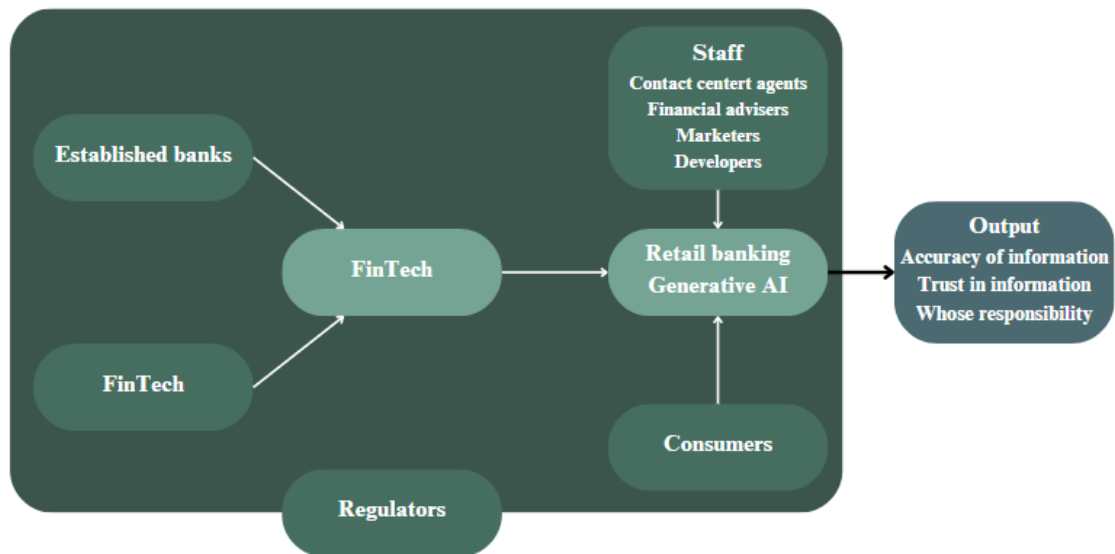 Staff
Contact centert agents
Financial advisers
Marketers
Developers
Established banks
FinTech
Retail banking
Generative AI
Output
Accuracy of information
Trust in information
Whose responsibility
FinTech
Consumers
Regulators